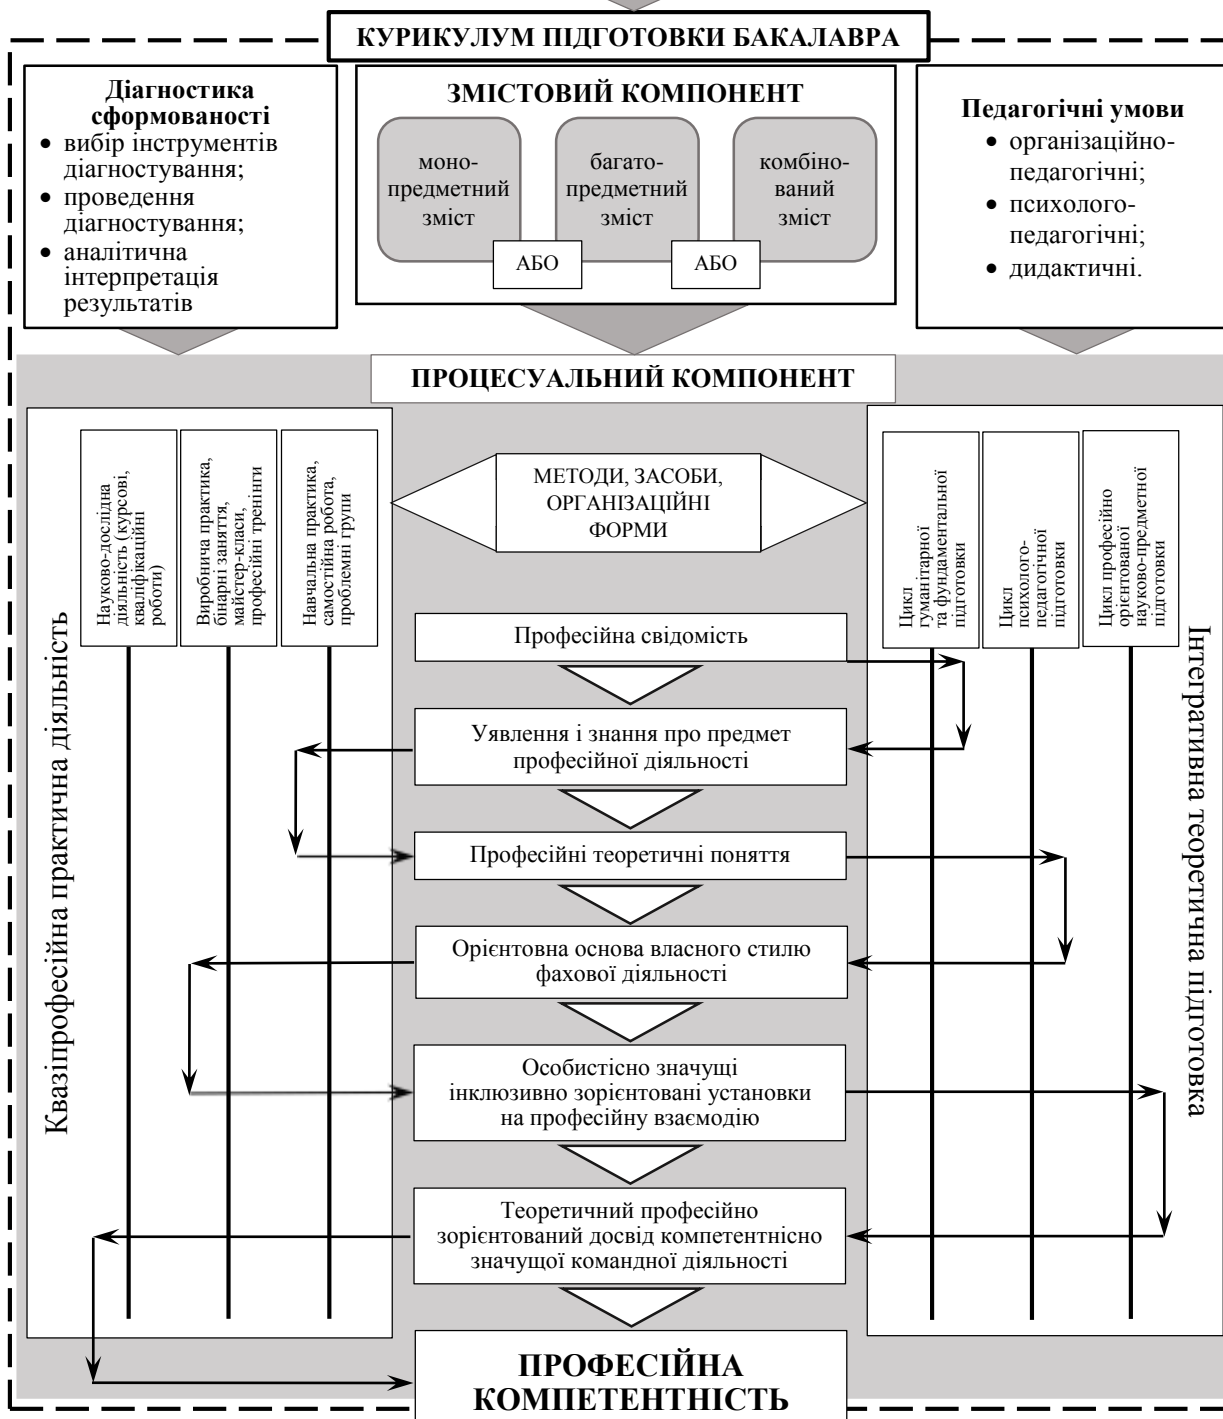 КУРИКУЛУМ ПІДГОТОВКИ БАКАЛАВРА
Діагностика
сформованості
• вибір інструментів
діагностування;
• проведення
діагностування;
• аналітична
інтерпретація
результатів
ЗМІСТОВИЙ КОМПОНЕНТ
моно-
предметний
зміст
АБО
багато-
предметний
зміст
АБО
комбіно-
ваний
зміст
Педагогічні умови
• організаційно-
педагогічні;
• психолого-
педагогічні;
• дидактичні.
ПРОЦЕСУАЛЬНИЙ КОМПОНЕНТ
Квазіпрофесійна практична діяльність
Науково-дослідна
діяльність (курсові,
кваліфікаційні
роботи)
Виробнича практика,
бінарні заняття,
майстер-класи,
професійні тренінги
Навчальна практика,
самостійна робота,
проблемні групи
МЕТОДИ, ЗАСОБИ,
ОРГАНІЗАЦІЙНІ
ФОРМИ
Цикл
гуманітарної
та фундаментальної
підготовки
Цикл
психолого-
педагогічної
підготовки
Цикл професійно
орієнтованої
науково-предметної
підготовки
Інтегративна теоретична підготовка
Професійна свідомість
Уявлення і знання про предмет
професійної діяльності
Професійні теоретичні поняття
Орієнтовна основа власного стилю
фахової діяльності
Особистісно значущі
інклюзивно зорієнтовані установки
на професійну взаємодію
Теоретичний професійно
зорієнтований досвід компетентнісно
значущої командної діяльності
ПРОФЕСІЙНА
КОМПЕТЕНТНІСТЬ